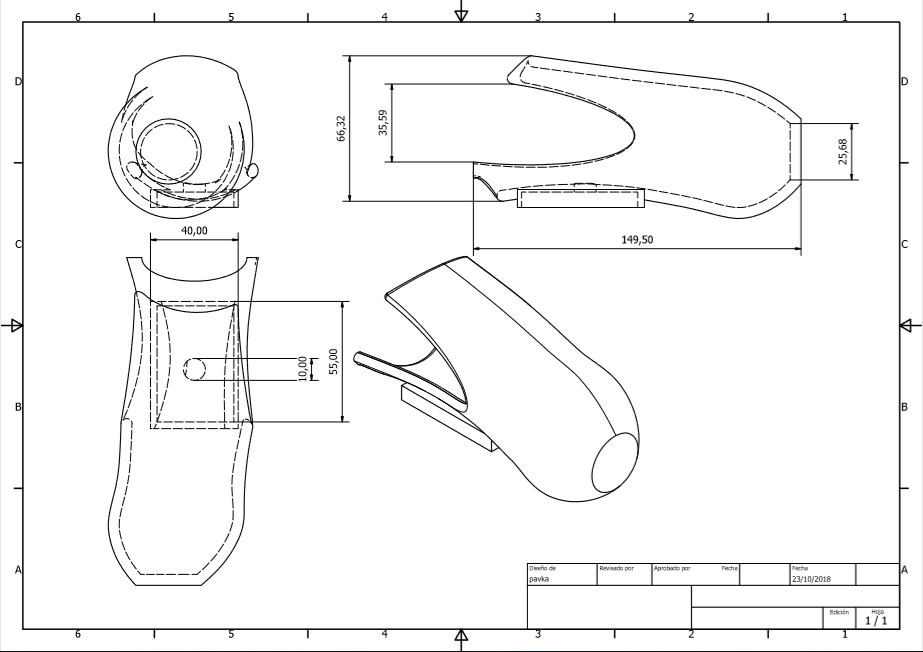 6 5 4 3 2 1
D D
66,32
35,59
25,68
40,00
149,50
C C
10,00
55,00
B B
A A
Diseño de Revisado por Aprobado por Fecha Fecha
pavka 23/10/2018
Edición Hoja
1 / 1
6 5 4 3 2 1